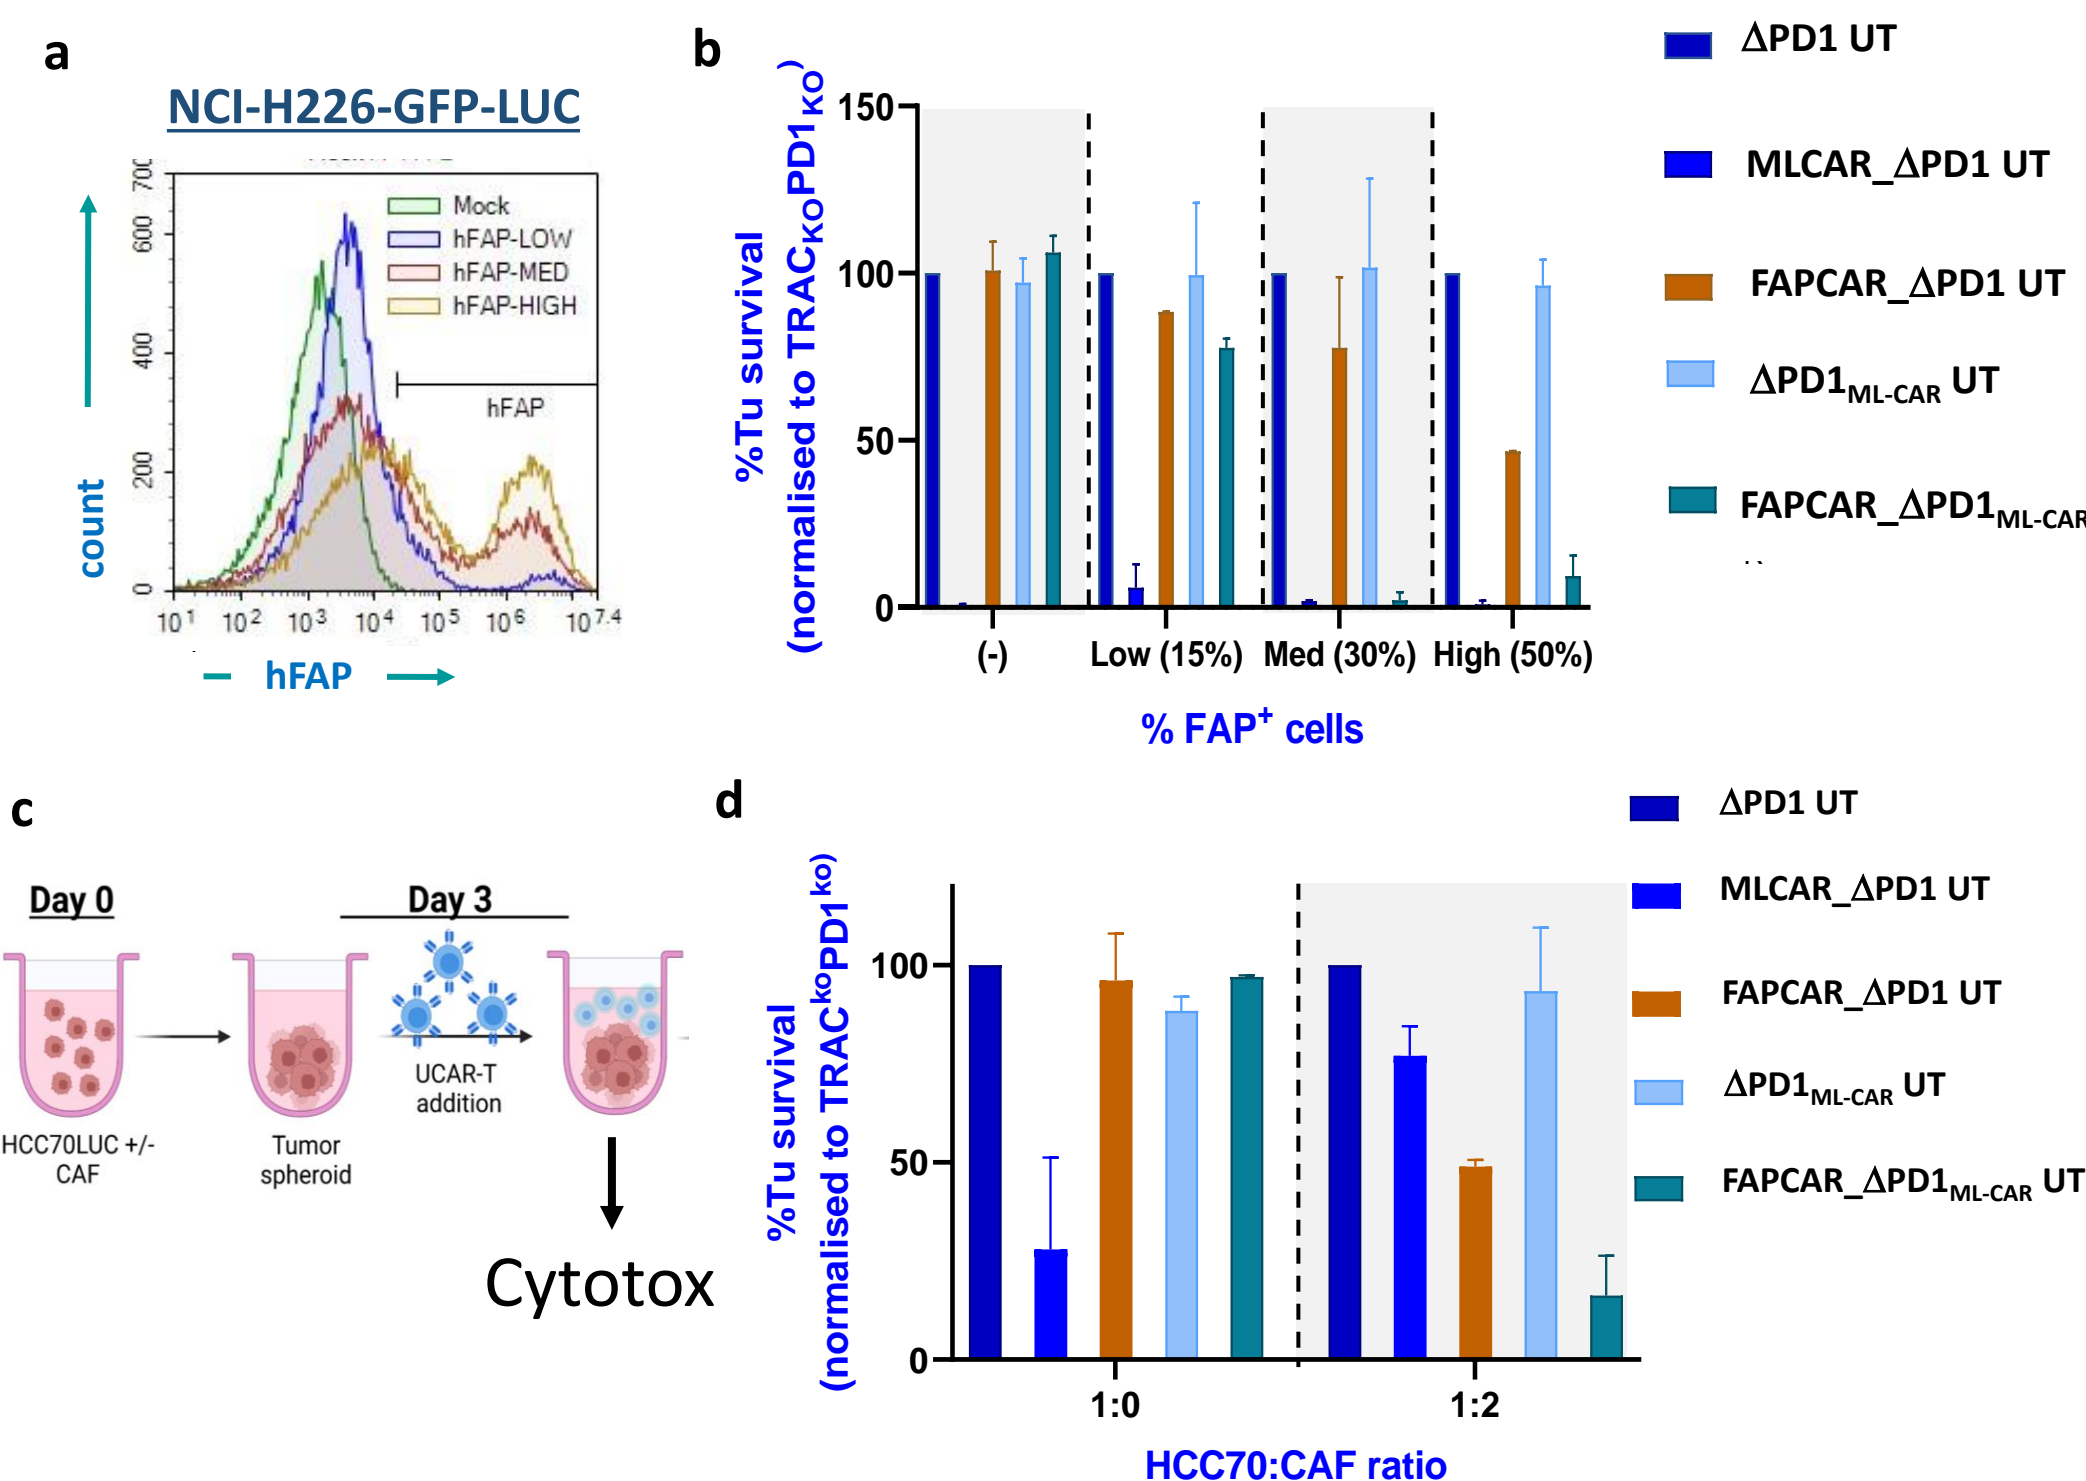 a
NCI-H226-GFP-LUC
700
600
400
200
0
count
Mock
hFAP-LOW
hFAP-MED
hFAP-HIGH
hFAP
10¹ 10² 10³ 10⁴ 10⁵ 10⁶ 10⁷·⁴
hFAP
b
%Tu survival
(normalised to TRACKOPD1KO)
150
100
50
0
(-) Low (15%) Med (30%) High (50%)
% FAP⁺ cells
ΔPD1 UT
MLCAR_ΔPD1 UT
FAPCAR_ΔPD1 UT
ΔPD1ML-CAR UT
FAPCAR_ΔPD1ML-CAR
c
Day 0
Day 3
UCAR-T
addition
HCC70LUC +/-
CAF
Tumor
spheroid
Cytotox
d
%Tu survival
(normalised to TRACᵏᵒPD1ᵏᵒ)
100
50
0
1:0 1:2
HCC70:CAF ratio
ΔPD1 UT
MLCAR_ΔPD1 UT
FAPCAR_ΔPD1 UT
ΔPD1ML-CAR UT
FAPCAR_ΔPD1ML-CAR UT